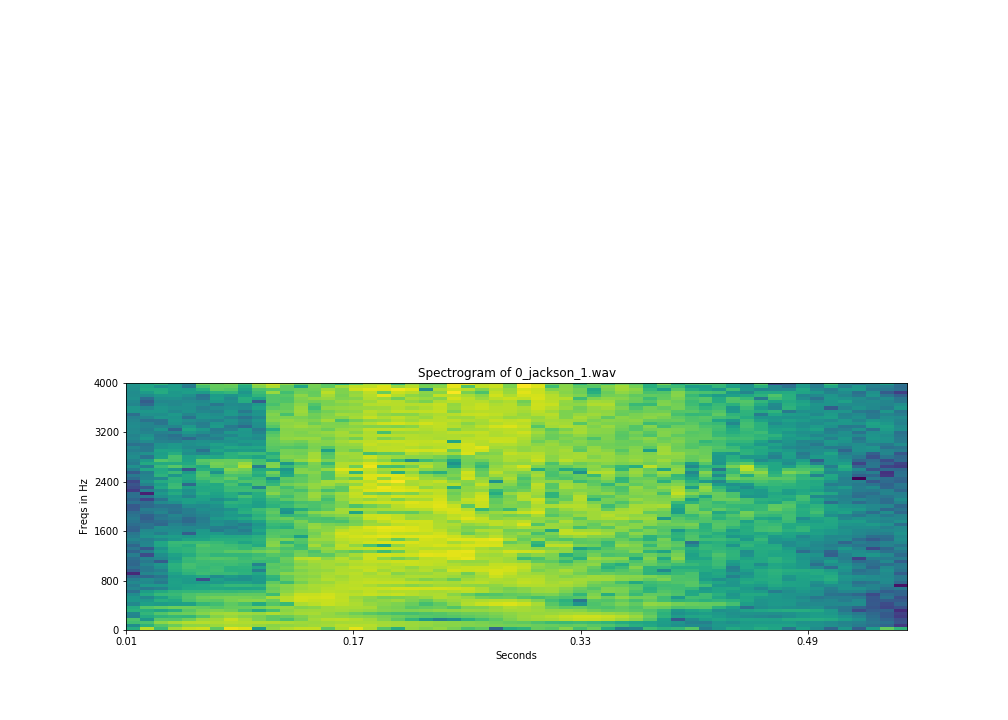 Spectrogram of 0_jackson_1.wav
4000
3200
2400
1600
800
0
Freqs in Hz
0.01 0.17 0.33 0.49
Seconds